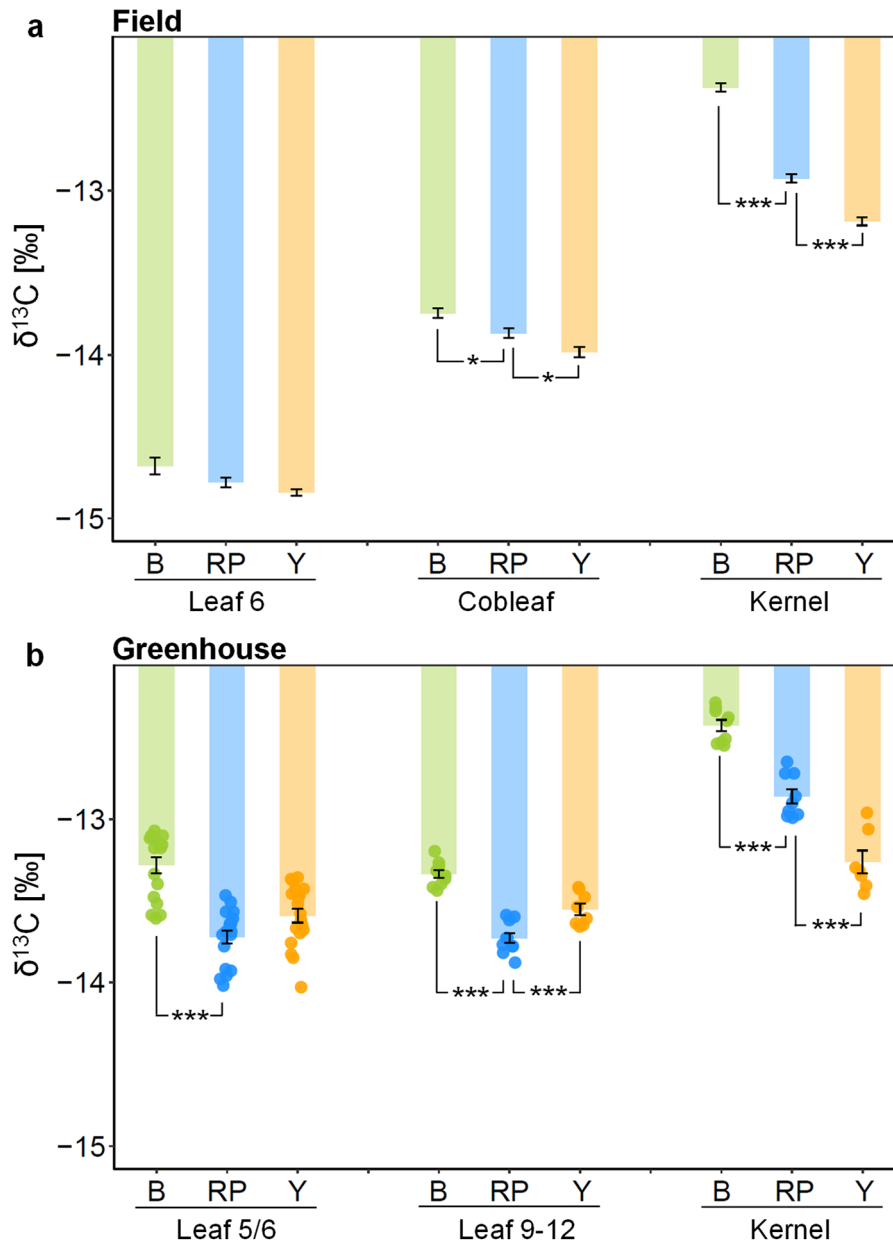 a Field
δ¹³C [‰]
−13
−14
−15
***
***
*
*
B RP Y B RP Y B RP Y
Leaf 6 Cobleaf Kernel
b Greenhouse
δ¹³C [‰]
−13
−14
−15
***
***
***
***
***
B RP Y B RP Y B RP Y
Leaf 5/6 Leaf 9-12 Kernel